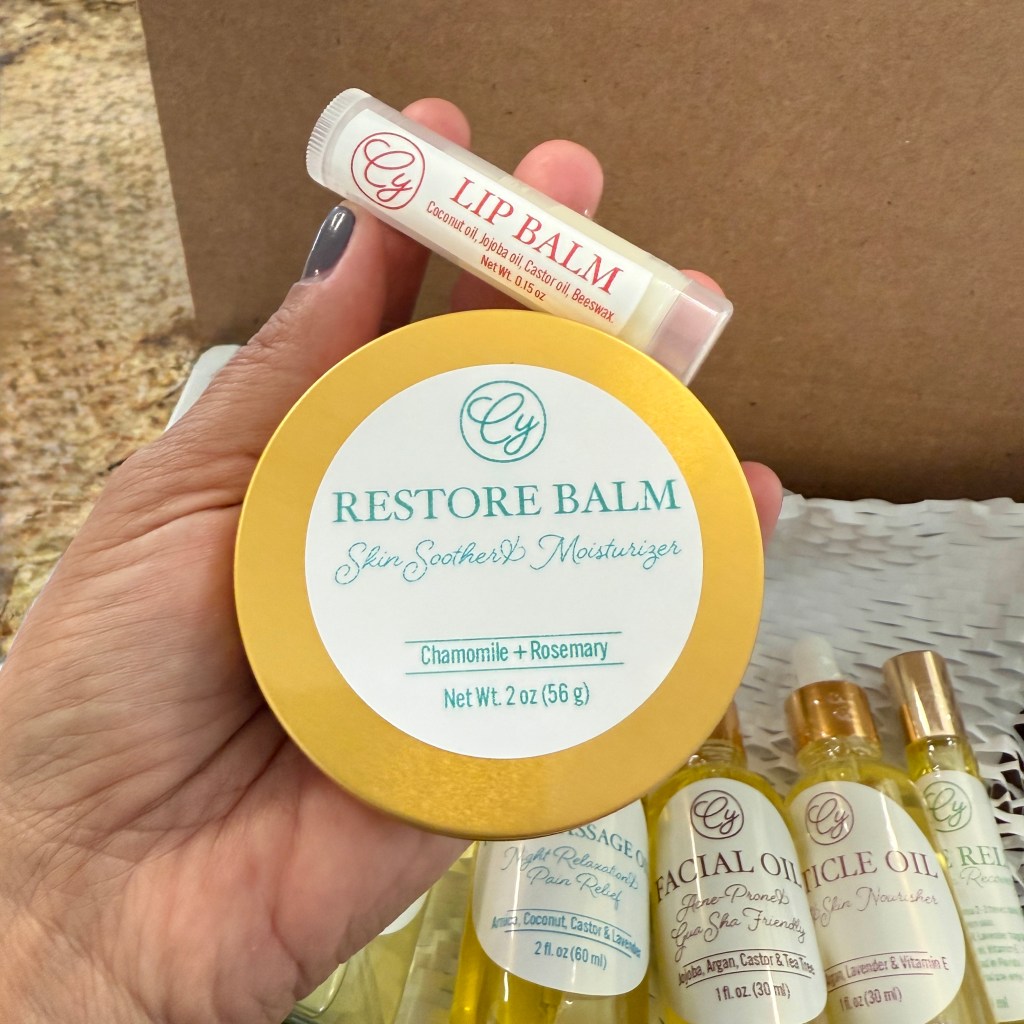 Cy
LIP BALM
Coconut oil, Jojoba oil, Castor oil, Beeswax.
Net Wt. 0.15 oz
Cy
RESTORE BALM
Skin Soother & Moisturizer
Chamomile + Rosemary
Net Wt. 2 oz (56 g)
Night Relaxation &
Pain Relief
Arnica, Coconut, Castor & Lavender
2 fl. oz (60 ml)
Cy
FACIAL OIL
Acne-Prone &
Gua Sha Friendly
Jojoba, Argan, Castor & Tea Tree
1 fl. oz. (30 ml)
Cy
OIL
Skin Nourisher
Lavender & Vitamin E
1 fl. oz (30 ml)
Cy